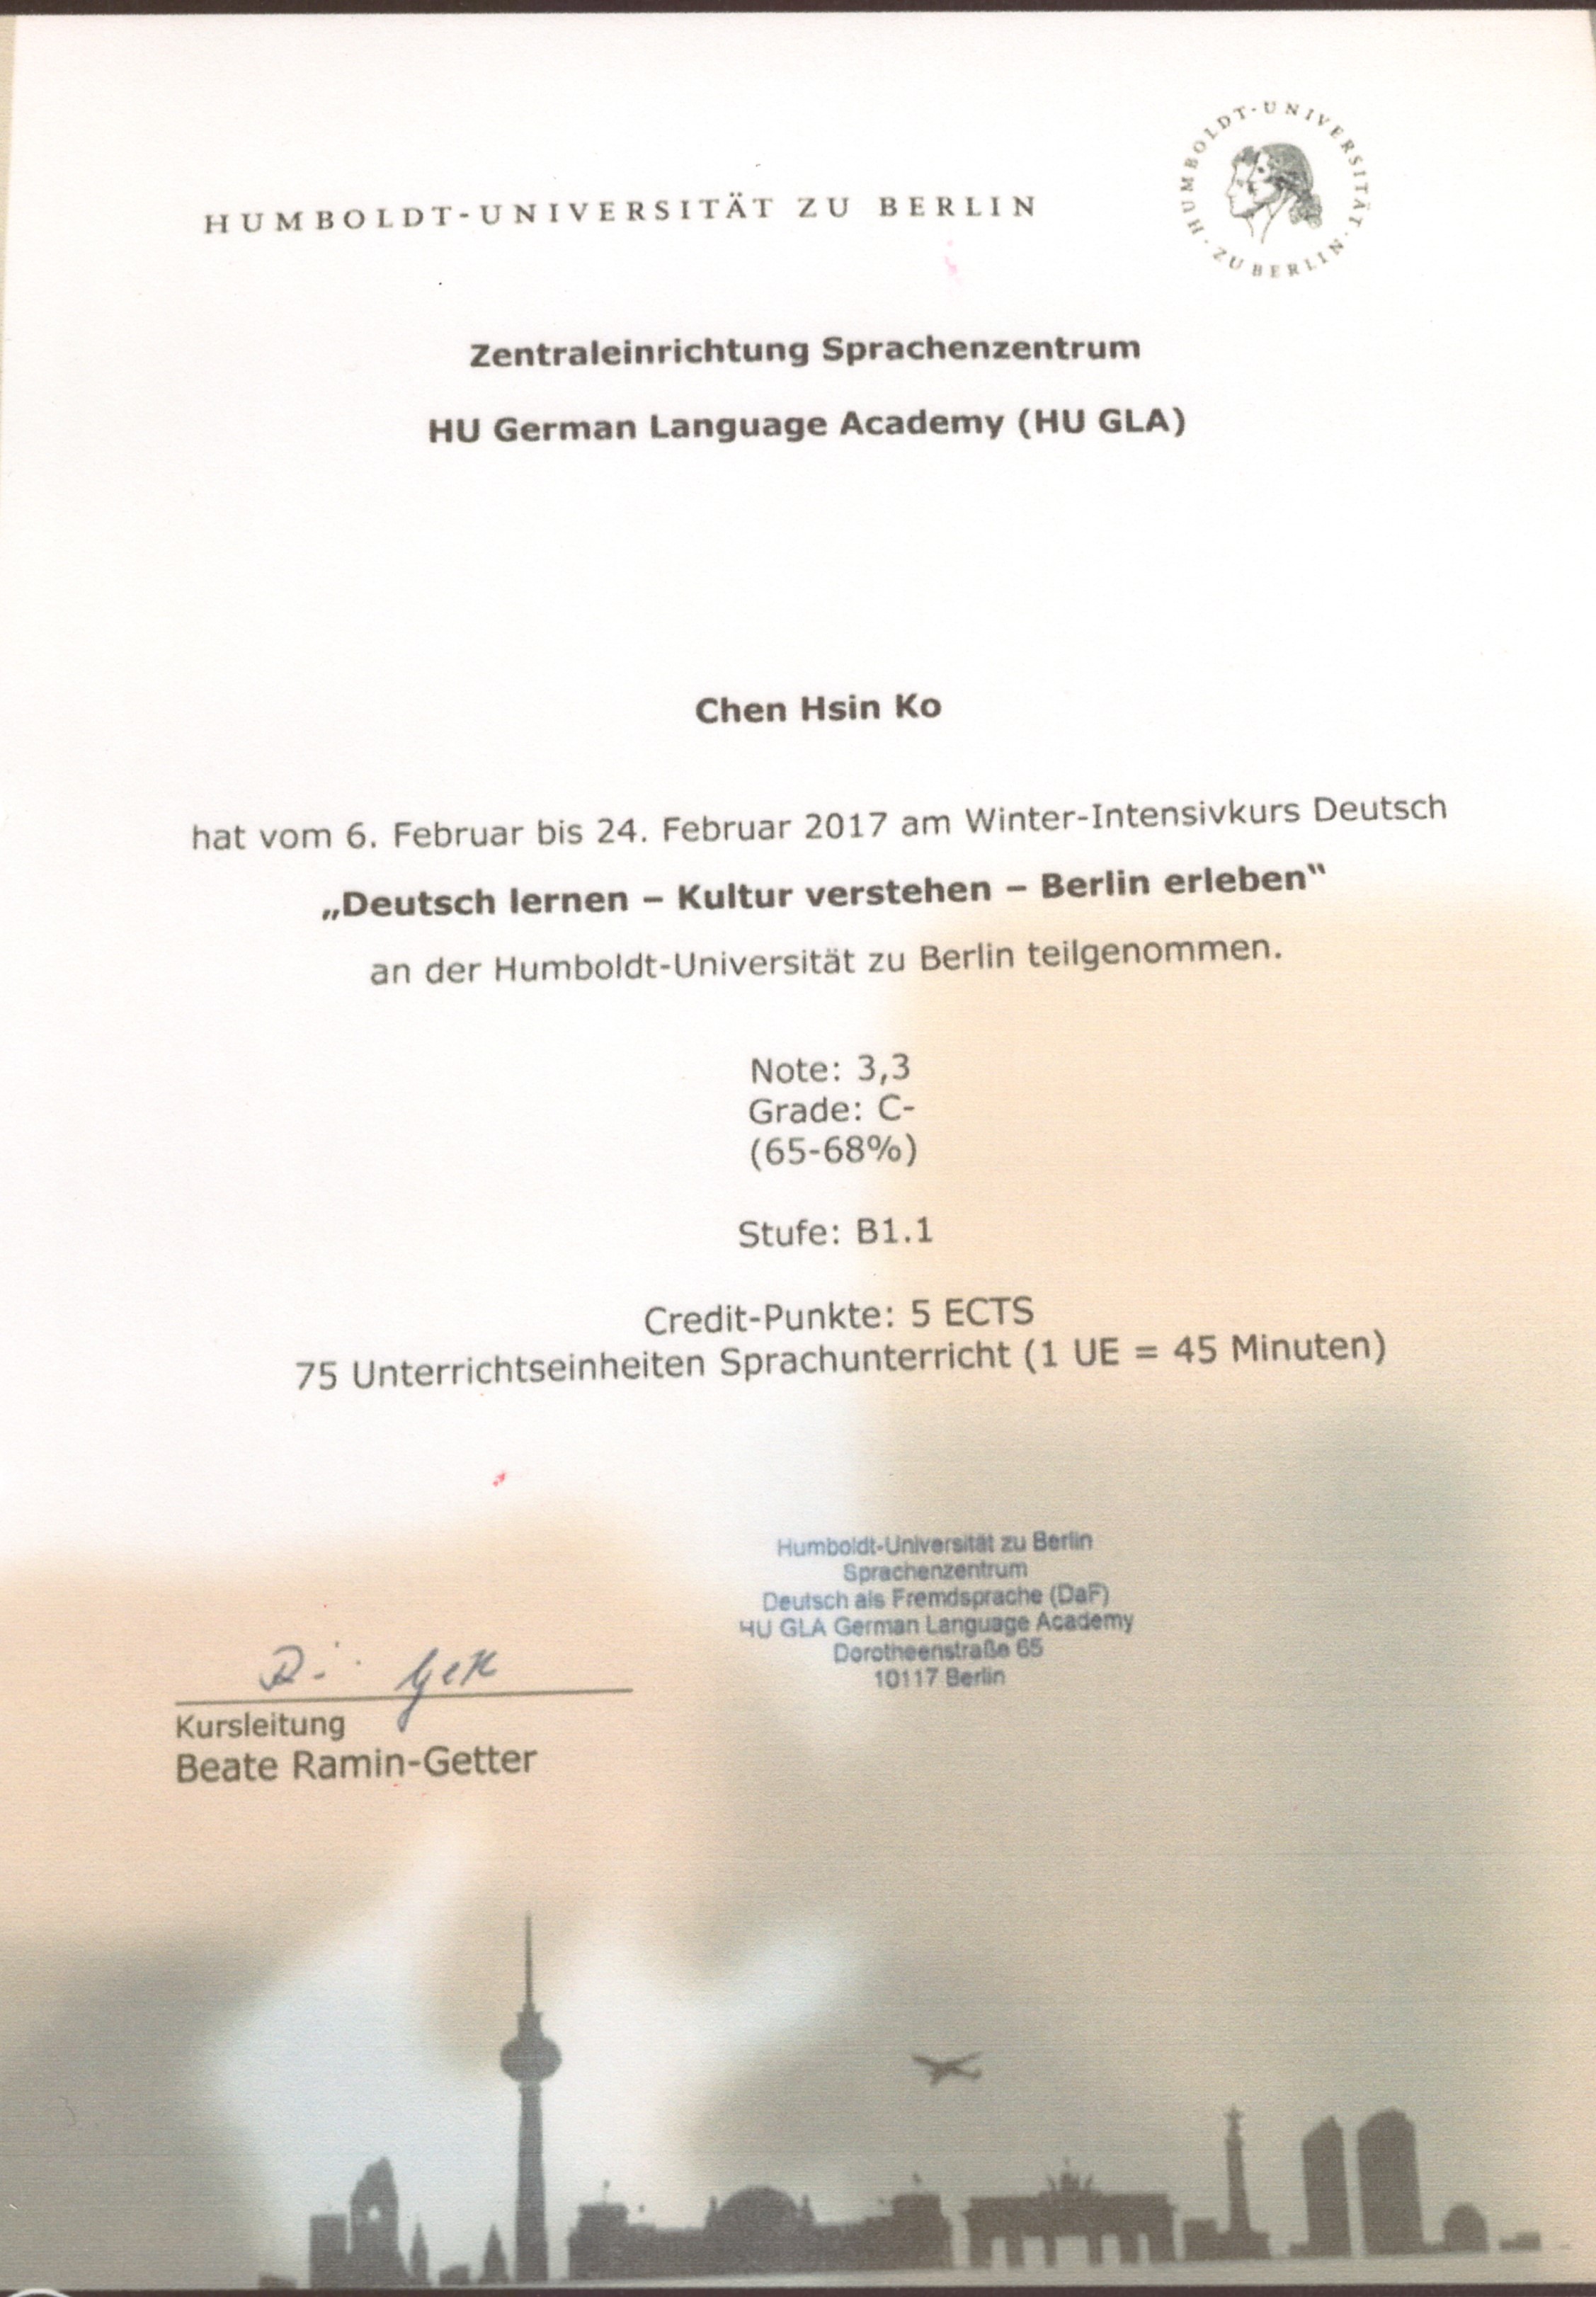 HUMBOLDT-UNIVERSITÄT ZU BERLIN
HUMBOLDT-UNIVERSITÄT · ZU BERLIN ·
Zentraleinrichtung Sprachenzentrum
HU German Language Academy (HU GLA)
Chen Hsin Ko
hat vom 6. Februar bis 24. Februar 2017 am Winter-Intensivkurs Deutsch
„Deutsch lernen – Kultur verstehen – Berlin erleben“
an der Humboldt-Universität zu Berlin teilgenommen.
Note: 3,3
Grade: C-
(65-68%)
Stufe: B1.1
Credit-Punkte: 5 ECTS
75 Unterrichtseinheiten Sprachunterricht (1 UE = 45 Minuten)
Humboldt-Universität zu Berlin
Sprachenzentrum
Deutsch als Fremdsprache (DaF)
HU GLA German Language Academy
Dorotheenstraße 65
10117 Berlin
Kursleitung
Beate Ramin-Getter